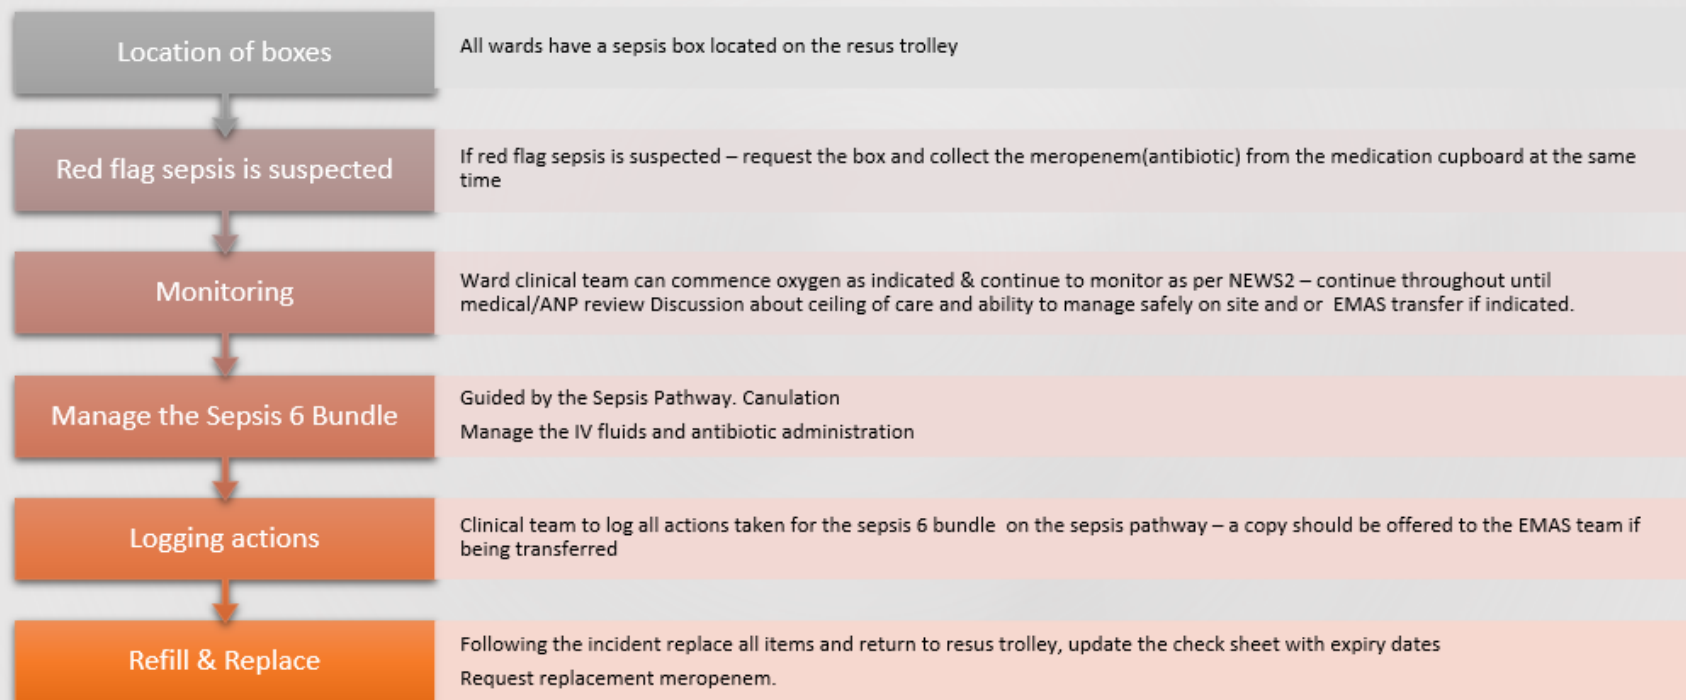 Location of boxes
All wards have a sepsis box located on the resus trolley
Red flag sepsis is suspected
If red flag sepsis is suspected – request the box and collect the meropenem(antibiotic) from the medication cupboard at the same
time
Monitoring
Ward clinical team can commence oxygen as indicated & continue to monitor as per NEWS2 – continue throughout until
medical/ANP review Discussion about ceiling of care and ability to manage safely on site and or  EMAS transfer if indicated.
Manage the Sepsis 6 Bundle
Guided by the Sepsis Pathway. Canulation
Manage the IV fluids and antibiotic administration
Logging actions
Clinical team to log all actions taken for the sepsis 6 bundle  on the sepsis pathway – a copy should be offered to the EMAS team if
being transferred
Refill & Replace
Following the incident replace all items and return to resus trolley, update the check sheet with expiry dates
Request replacement meropenem.